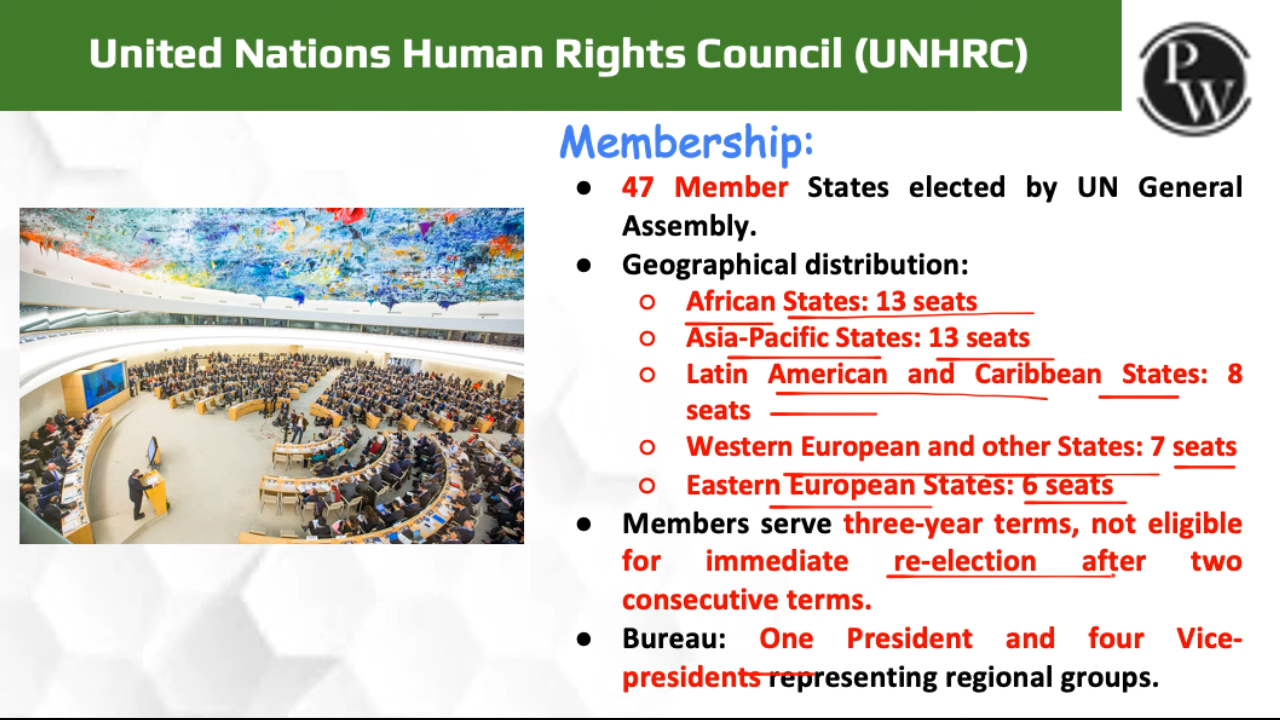 United Nations Human Rights Council (UNHRC)
PW
Membership:
● 47 Member States elected by UN General
Assembly.
● Geographical distribution:
○ African States: 13 seats
○ Asia-Pacific States: 13 seats
○ Latin American and Caribbean States: 8
seats
○ Western European and other States: 7 seats
○ Eastern European States: 6 seats
● Members serve three-year terms, not eligible
for immediate re-election after two
consecutive terms.
● Bureau: One President and four Vice-
presidents representing regional groups.